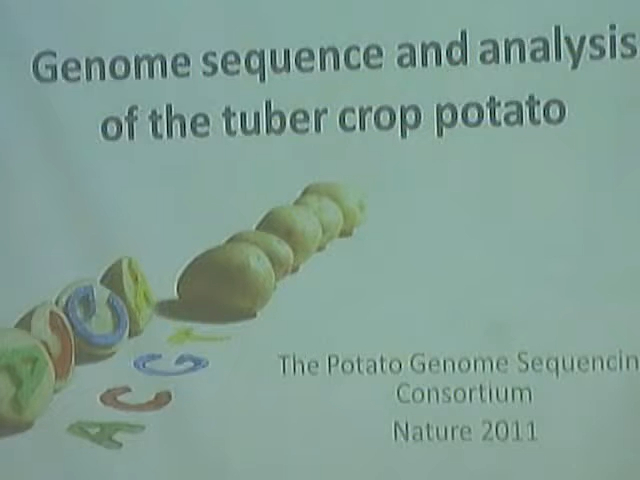 Genome sequence and analysis
of the tuber crop potato
C
T
G
C
A
The Potato Genome Sequencin
Consortium
Nature 2011